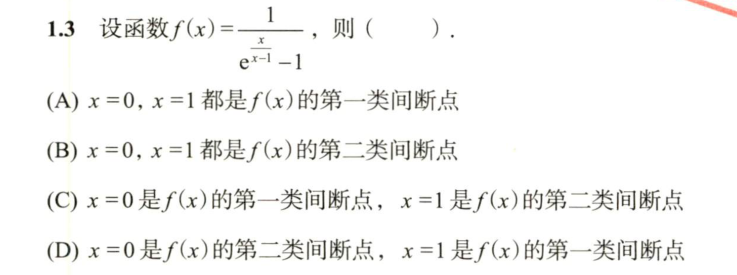 1.3 设函数 f(x) = \frac{1}{e^{\frac{x}{x-1}} - 1}，则（　　）.
(A) x = 0, x = 1 都是 f(x) 的第一类间断点
(B) x = 0, x = 1 都是 f(x) 的第二类间断点
(C) x = 0 是 f(x) 的第一类间断点，x = 1 是 f(x) 的第二类间断点
(D) x = 0 是 f(x) 的第二类间断点，x = 1 是 f(x) 的第一类间断点